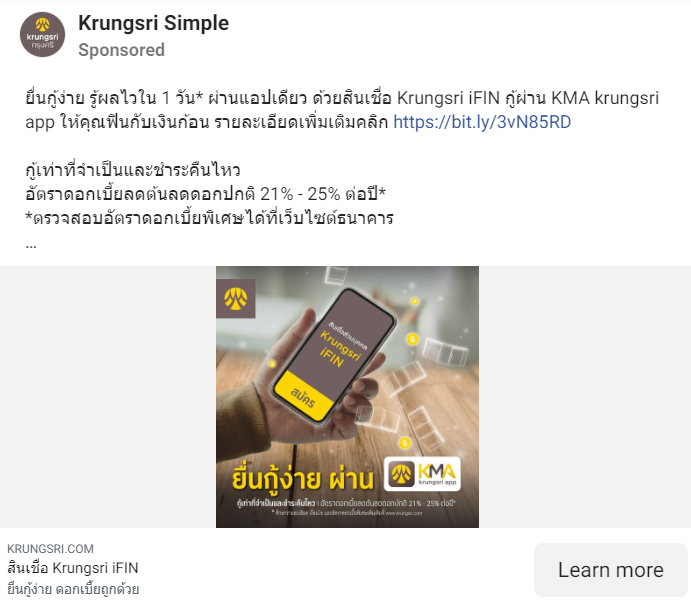 Krungsri Simple
Sponsored
krungsri
กรุงศรี
ยื่นกู้ง่าย รู้ผลไวใน 1 วัน* ผ่านแอปเดียว ด้วยสินเชื่อ Krungsri iFIN กู้ผ่าน KMA krungsri
app ให้คุณฟินกับเงินก้อน รายละเอียดเพิ่มเติมคลิก https://bit.ly/3vN85RD
กู้เท่าที่จำเป็นและชำระคืนไหว
อัตราดอกเบี้ยลดต้นลดดอกปกติ 21% - 25% ต่อปี*
*ตรวจสอบอัตราดอกเบี้ยพิเศษได้ที่เว็บไซต์ธนาคาร
...
สินเชื่อส่วนบุคคล
Krungsri
iFIN
สมัคร
ยื่นกู้ง่าย ผ่าน KMA
krungsri app
กู้เท่าที่จำเป็นและชำระคืนไหว | อัตราดอกเบี้ยลดต้นลดดอกปกติ 21% - 25% ต่อปี*
www.krungsri.com
KRUNGSRI.COM
สินเชื่อ Krungsri iFIN
ยื่นกู้ง่าย ดอกเบี้ยถูกด้วย
Learn more